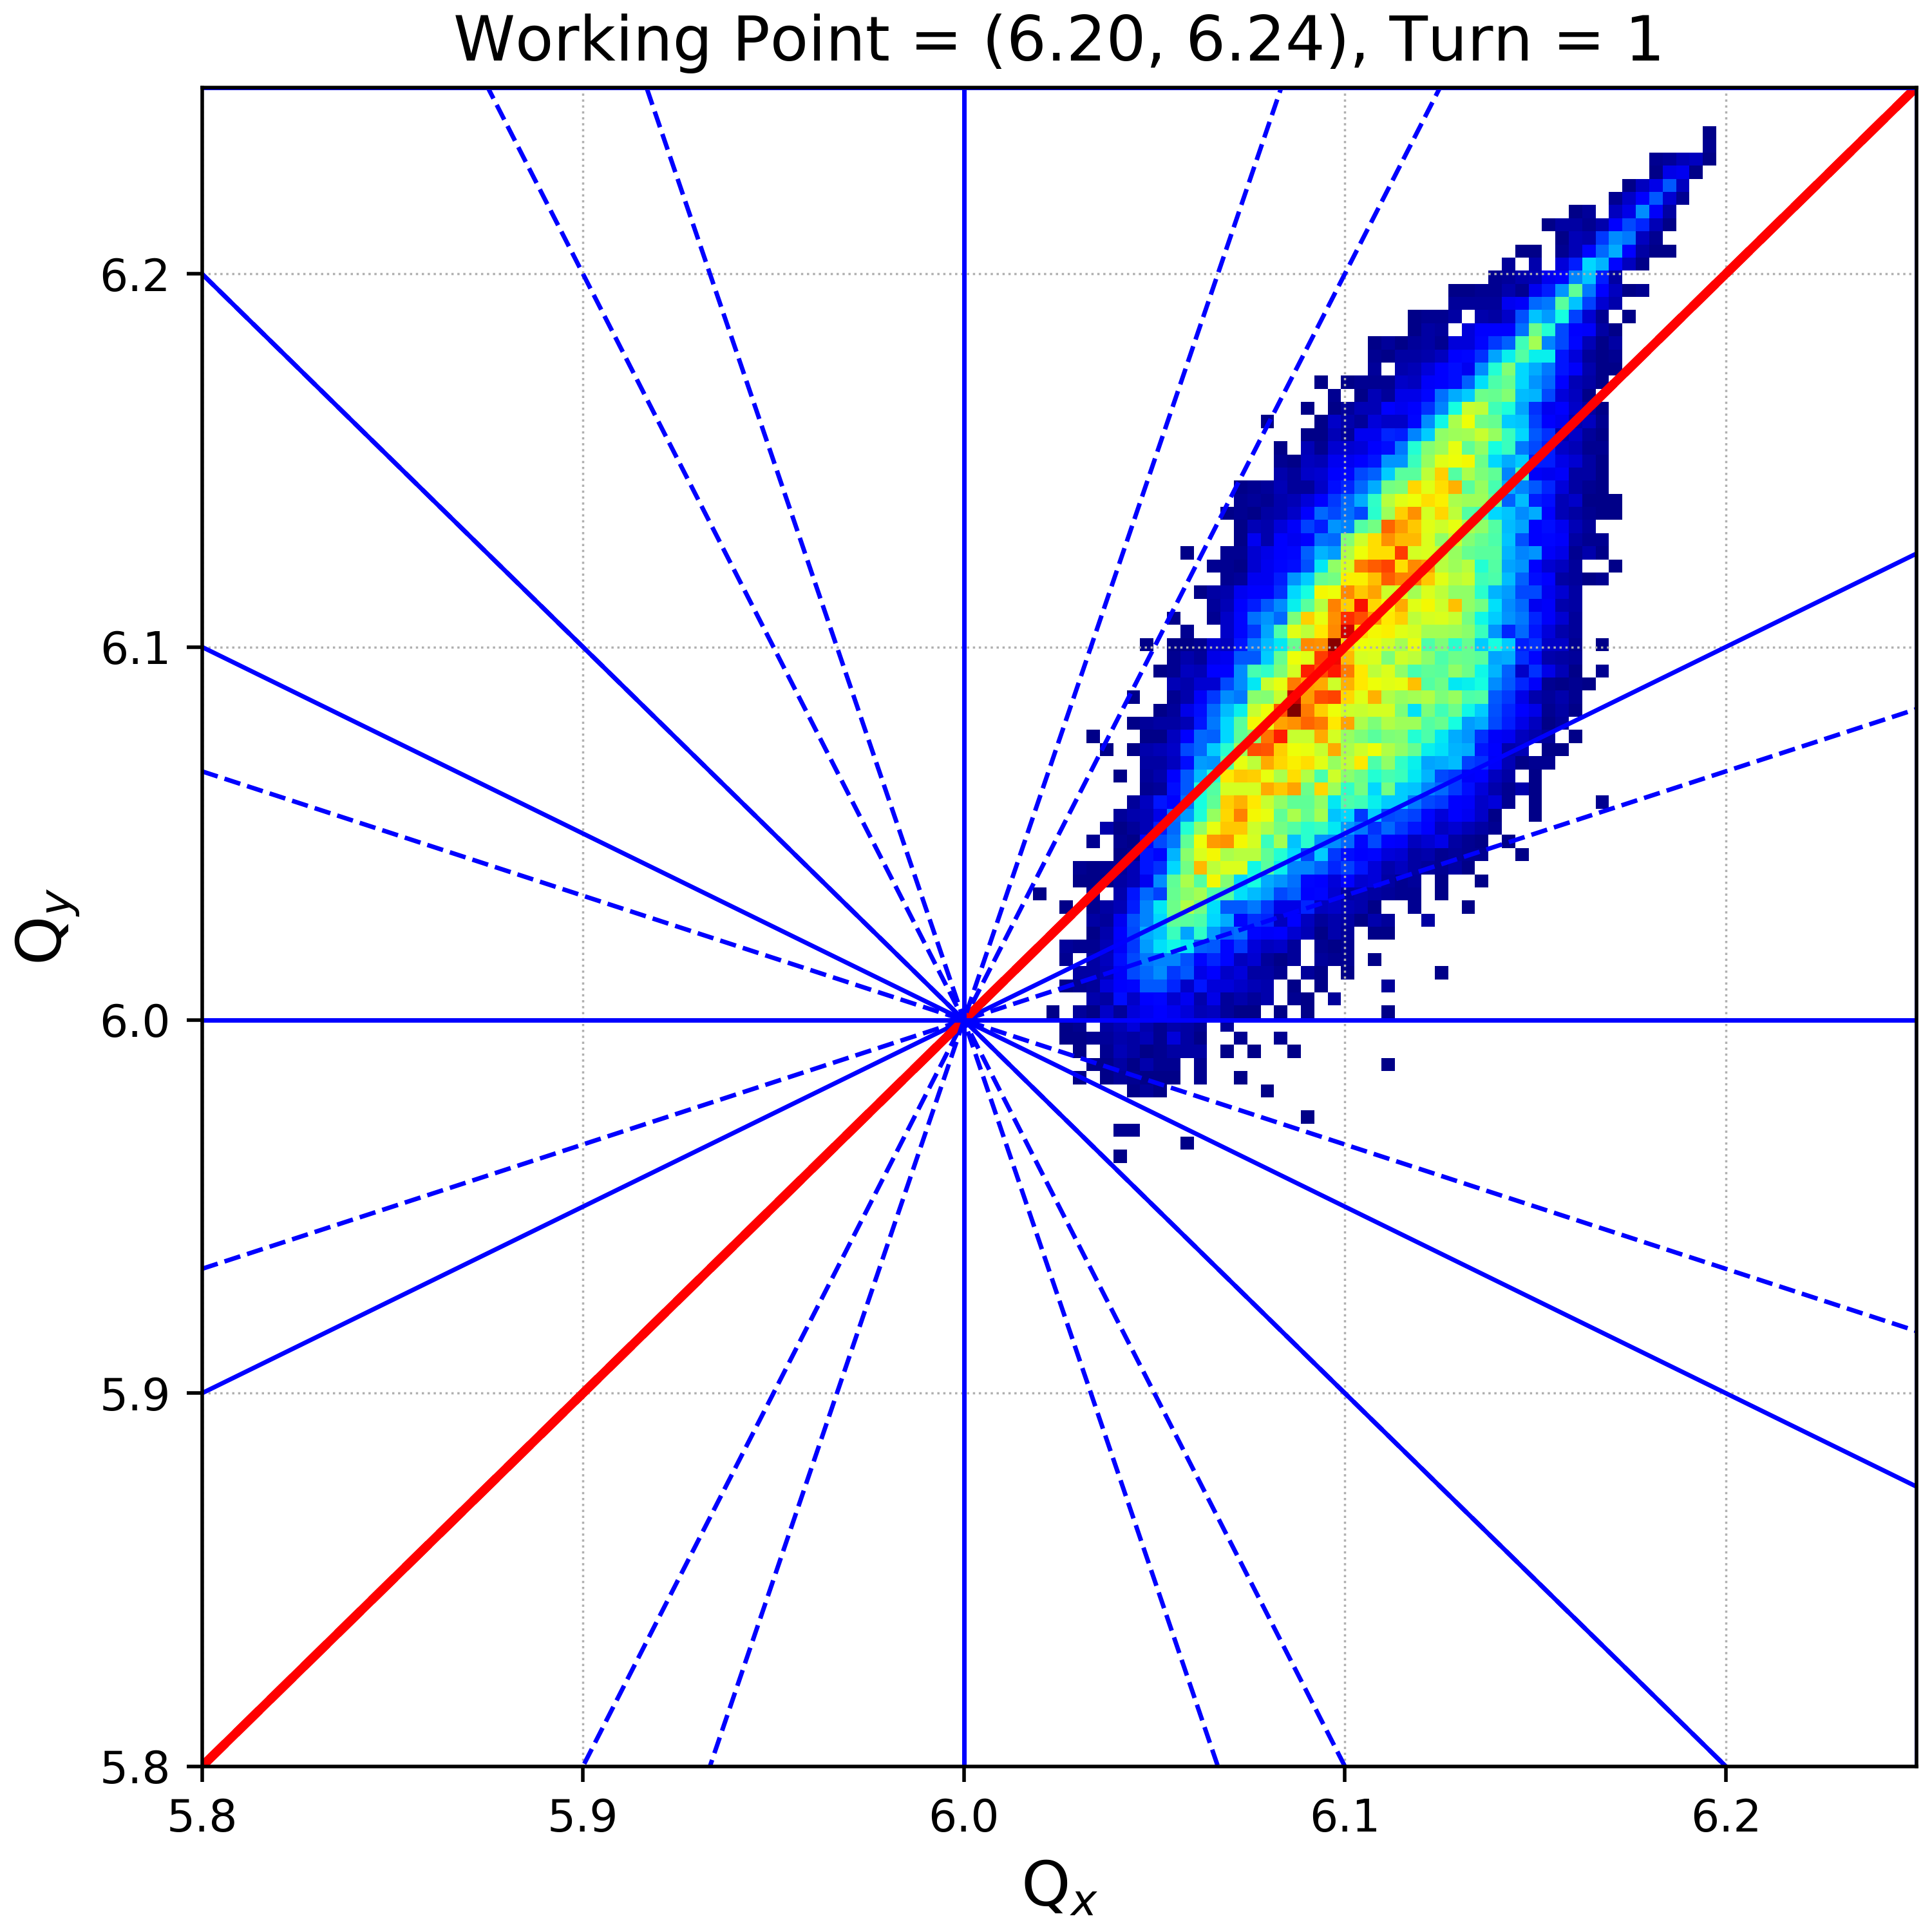 Working Point = (6.20, 6.24), Turn = 1
6.2
6.1
6.0
5.9
5.8
Qy
5.8 5.9 6.0 6.1 6.2
Qx